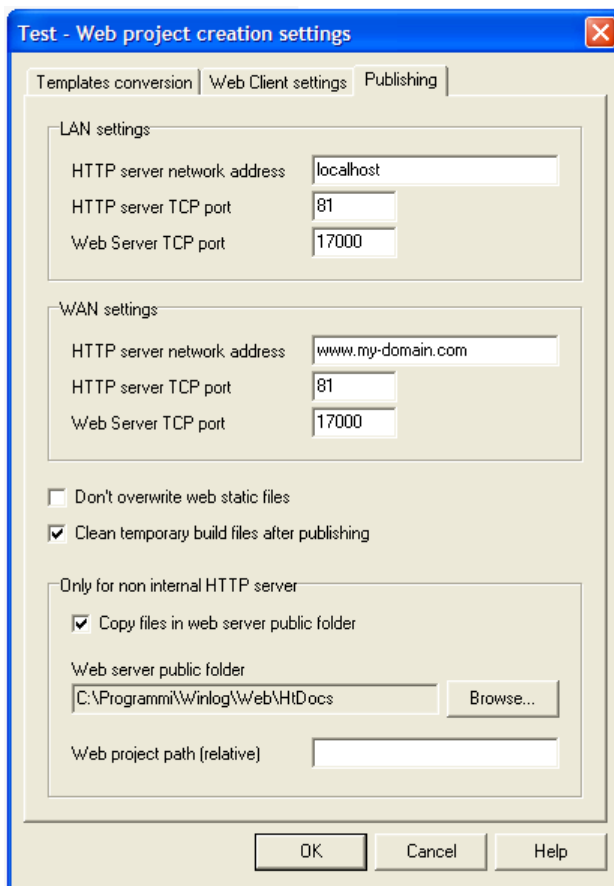 Test - Web project creation settings
Templates conversion Web Client settings Publishing
LAN settings
HTTP server network address localhost
HTTP server TCP port 81
Web Server TCP port 17000
WAN settings
HTTP server network address www.my-domain.com
HTTP server TCP port 81
Web Server TCP port 17000
Don't overwrite web static files
Clean temporary build files after publishing
Only for non internal HTTP server
Copy files in web server public folder
Web server public folder
C:\Programmi\Winlog\Web\HtDocs Browse...
Web project path (relative)
OK Cancel Help